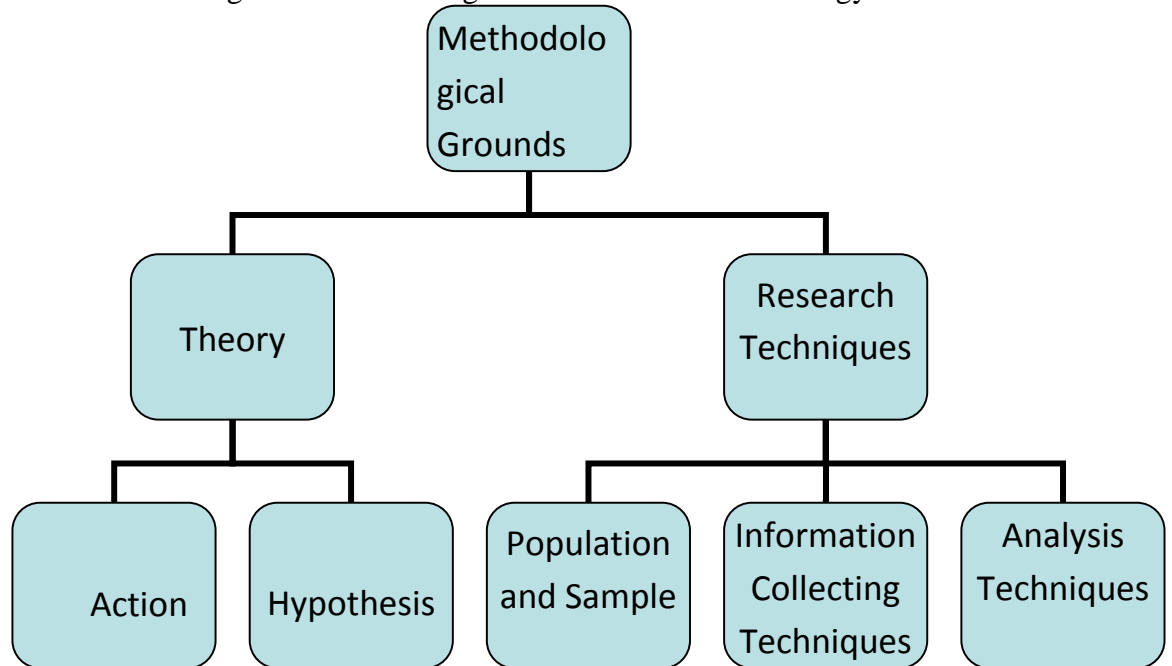 Methodolo
gical
Grounds
Theory
Research
Techniques
Action
Hypothesis
Population
and Sample
Information
Collecting
Techniques
Analysis
Techniques